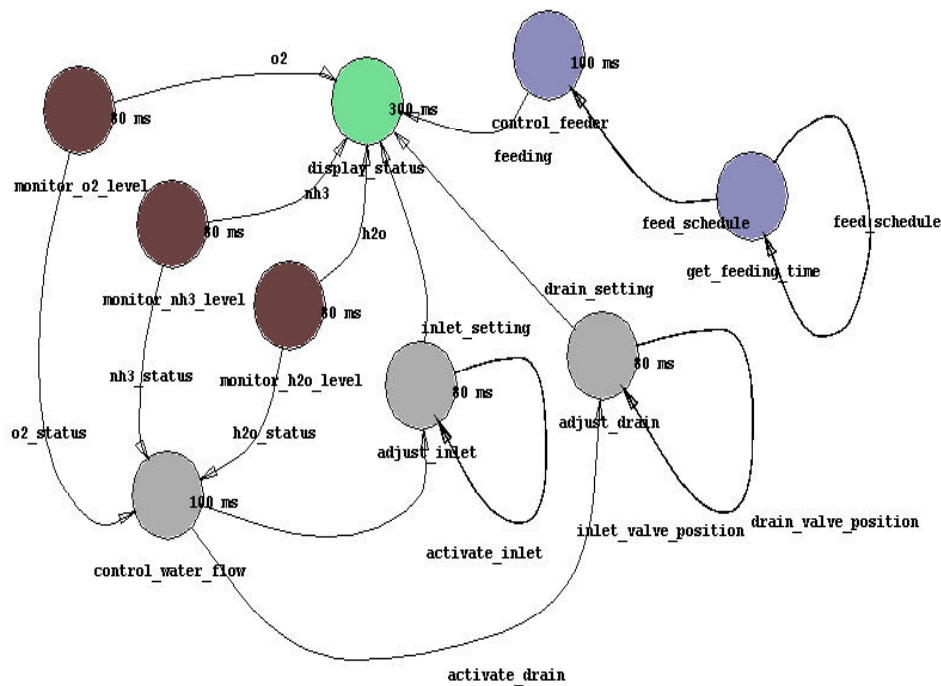 o2
100 ms
300 ms
80 ms
control_feeder
feeding
display_status
monitor_o2_level
nh3
feed_schedule
feed_schedule
80 ms
h2o
get_feeding_time
drain_setting
monitor_nh3_level
80 ms
inlet_setting
80 ms
nh3_status
monitor_h2o_level
80 ms
adjust_drain
o2_status
h2o_status
adjust_inlet
100 ms
drain_valve_position
inlet_valve_position
activate_inlet
control_water_flow
activate_drain